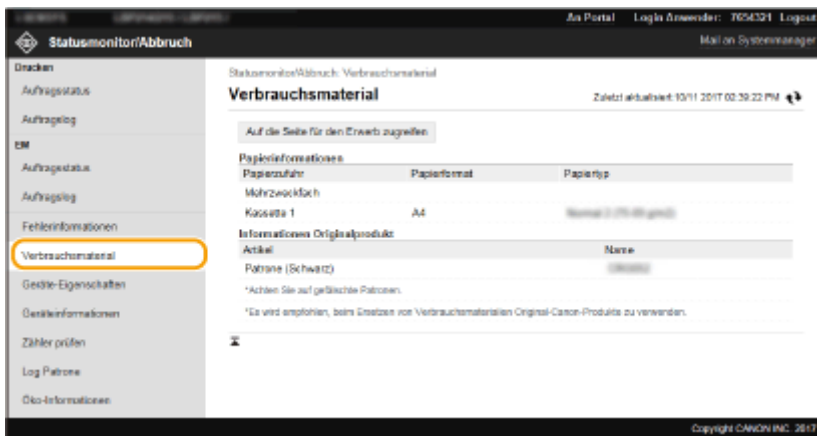 An Portal Login Anwender: 7654321 Logout
Statusmonitor/Abbruch
Mail an Systemmanager
Drucken
Auftragsstatus
Auftragslog
EM
Auftragsstatus
Auftragslog
Fehlerinformationen
Verbrauchsmaterial
Geräte-Eigenschaften
Geräteinformationen
Zähler prüfen
Log Patrone
Öko-Informationen
Statusmonitor/Abbruch: Verbrauchsmaterial
Verbrauchsmaterial
Zuletzt aktualisiert:10/11 2017 02:39:22 PM
Auf die Seite für den Erwerb zugreifen
Papierinformationen
Papierzufuhr Papierformat Papiertyp
Mehrzweckfach
Kassette 1 A4
Informationen Originalprodukt
Artikel Name
Patrone (Schwarz)
*Achten Sie auf gefälschte Patronen.
*Es wird empfohlen, beim Ersetzen von Verbrauchsmaterialien Original-Canon-Produkte zu verwenden.
Copyright CANON INC. 2017